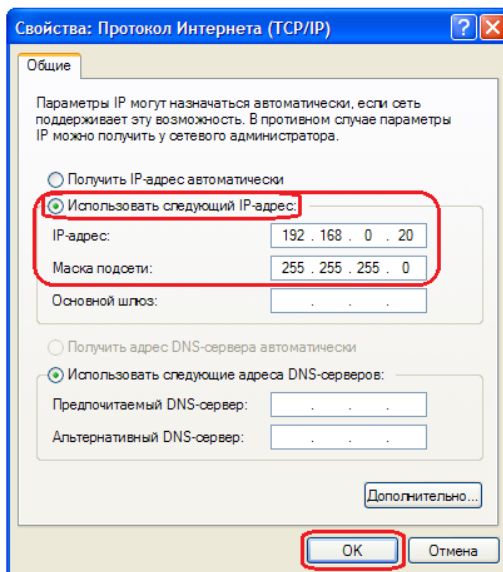 Свойства: Протокол Интернета (TCP/IP)
Общие
Параметры IP могут назначаться автоматически, если сеть
поддерживает эту возможность. В противном случае параметры
IP можно получить у сетевого администратора.
Получить IP-адрес автоматически
Использовать следующий IP-адрес:
IP-адрес: 192 . 168 . 0 . 20
Маска подсети: 255 . 255 . 255 . 0
Основной шлюз: . . .
Получить адрес DNS-сервера автоматически
Использовать следующие адреса DNS-серверов:
Предпочитаемый DNS-сервер: . . .
Альтернативный DNS-сервер: . . .
Дополнительно...
OK Отмена